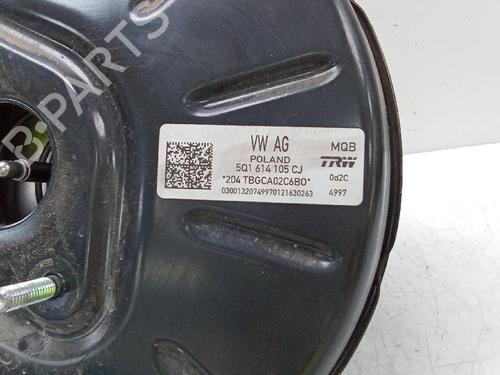 B-PARTS
VW AG
MQB
POLAND
TRW
5Q1 614 105 CJ
*204 TBGCA02C6B0*
0d2C
03001320749970121630263
4997